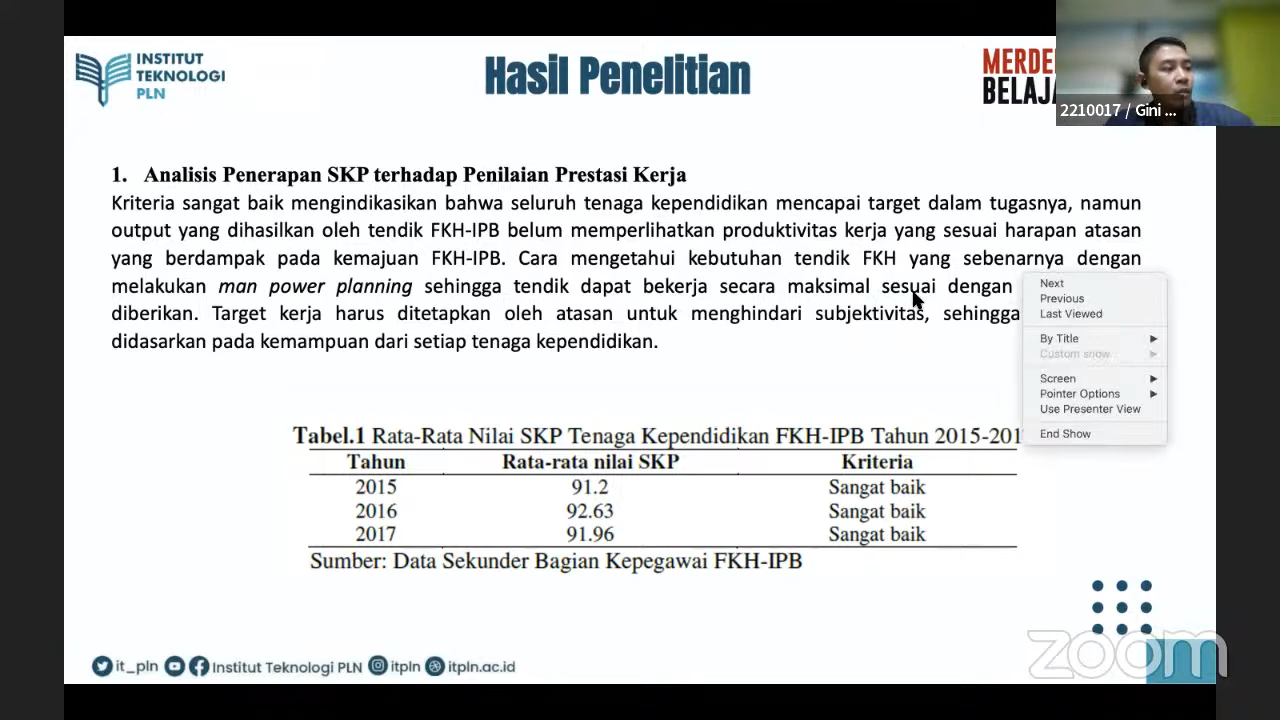 INSTITUT
TEKNOLOGI
PLN
Hasil Penelitian
MERDE
BELAJA
2210017 / Gini ...
1. Analisis Penerapan SKP terhadap Penilaian Prestasi Kerja
Kriteria sangat baik mengindikasikan bahwa seluruh tenaga kependidikan mencapai target dalam tugasnya, namun
output yang dihasilkan oleh tendik FKH-IPB belum memperlihatkan produktivitas kerja yang sesuai harapan atasan
yang berdampak pada kemajuan FKH-IPB. Cara mengetahui kebutuhan tendik FKH yang sebenarnya dengan
melakukan man power planning sehingga tendik dapat bekerja secara maksimal sesuai dengan
diberikan. Target kerja harus ditetapkan oleh atasan untuk menghindari subjektivitas, sehingga
didasarkan pada kemampuan dari setiap tenaga kependidikan.
Next
Previous
Last Viewed
By Title
Custom show...
Screen
Pointer Options
Use Presenter View
End Show
Tabel.1 Rata-Rata Nilai SKP Tenaga Kependidikan FKH-IPB Tahun 2015-201
Tahun Rata-rata nilai SKP Kriteria
2015 91.2 Sangat baik
2016 92.63 Sangat baik
2017 91.96 Sangat baik
Sumber: Data Sekunder Bagian Kepegawai FKH-IPB
it_pln Institut Teknologi PLN itpln itpln.ac.id
zoom